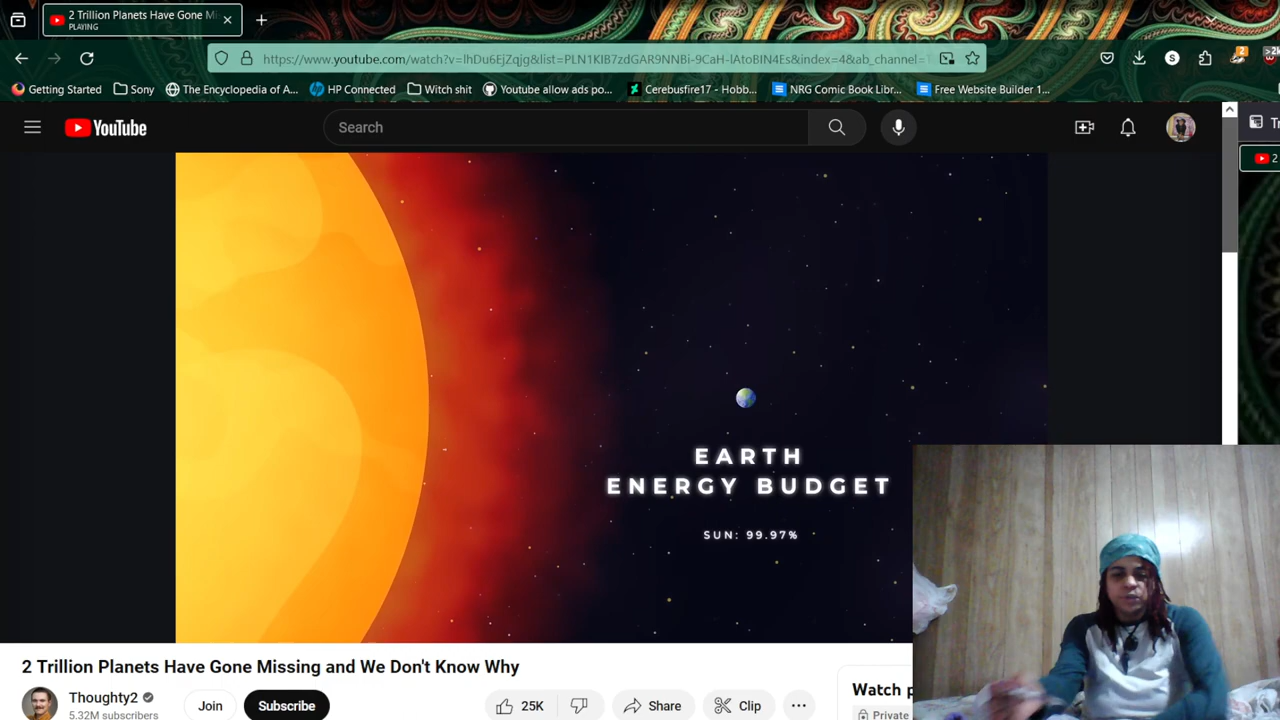 2 Trillion Planets Have Gone Mi
PLAYING
https://www.youtube.com/watch?v=lhDu6EjZqjg&list=PLN1KIB7zdGAR9NNBi-9CaH-lAtoBIN4Es&index=4&ab_channel=
S
2
Getting Started
Sony
The Encyclopedia of A...
HP Connected
Witch shit
Youtube allow ads po...
Cerebusfire17 - Hobb...
NRG Comic Book Libr...
Free Website Builder 1...
YouTube
Search
2
EARTH
ENERGY BUDGET
SUN: 99.97%
2 Trillion Planets Have Gone Missing and We Don't Know Why
Thoughty2
5.32M subscribers
Join
Subscribe
25K
Share
Clip
Watch p
Private